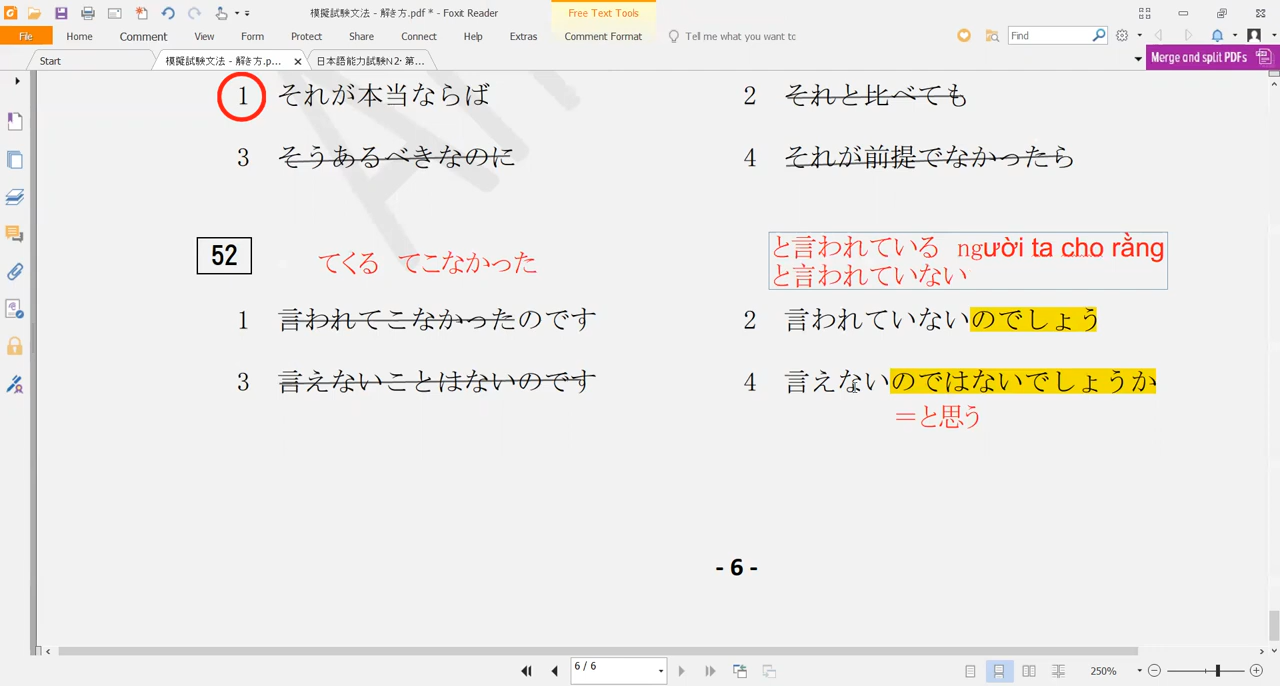 模擬試験文法 - 解き方.pdf * - Foxit Reader
Free Text Tools
File Home Comment View Form Protect Share Connect Help Extras Comment Format Tell me what you want to Find
Start 模擬試験文法 - 解き方.p... 日本語能力試験N2· 第... Merge and split PDFs
1 それが本当ならば 2 それと比べても
3 そうあるべきなのに 4 それが前提でなかったら
52 てくる てこなかった
と言われている người ta cho rằng
と言われていない
1 言われてこなかったのです 2 言われていないのでしょう
3 言えないことはないのです 4 言えないのではないでしょうか
＝と思う
- 6 -
6 / 6 250%